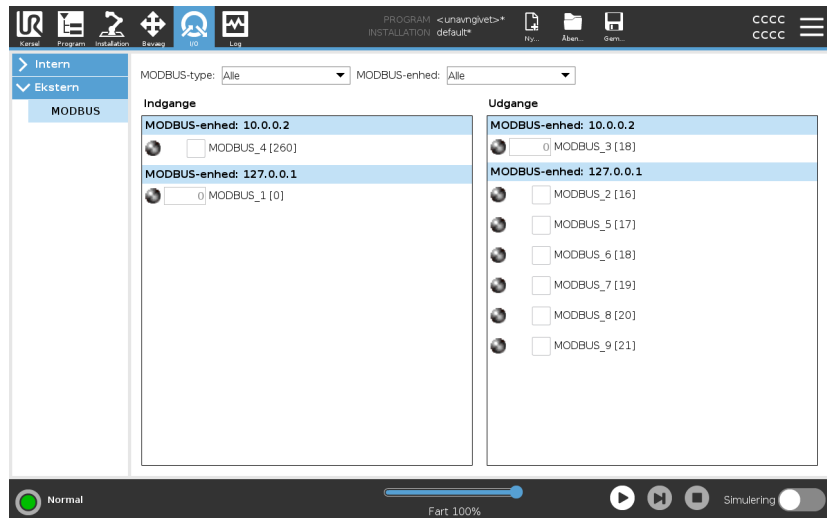 UR
PROGRAM <unavngivet>*
INSTALLATION default*
Kørsel Program Installation Bevæg I/O Log
Ny... Åben... Gem...
CCCC
CCCC
Intern
Ekstern
MODBUS
MODBUS-type: Alle MODBUS-enhed: Alle
Indgange
MODBUS-enhed: 10.0.0.2
MODBUS_4 [260]
MODBUS-enhed: 127.0.0.1
0 MODBUS_1 [0]
Udgange
MODBUS-enhed: 10.0.0.2
0 MODBUS_3 [18]
MODBUS-enhed: 127.0.0.1
MODBUS_2 [16]
MODBUS_5 [17]
MODBUS_6 [18]
MODBUS_7 [19]
MODBUS_8 [20]
MODBUS_9 [21]
Normal
Fart 100%
Simulering